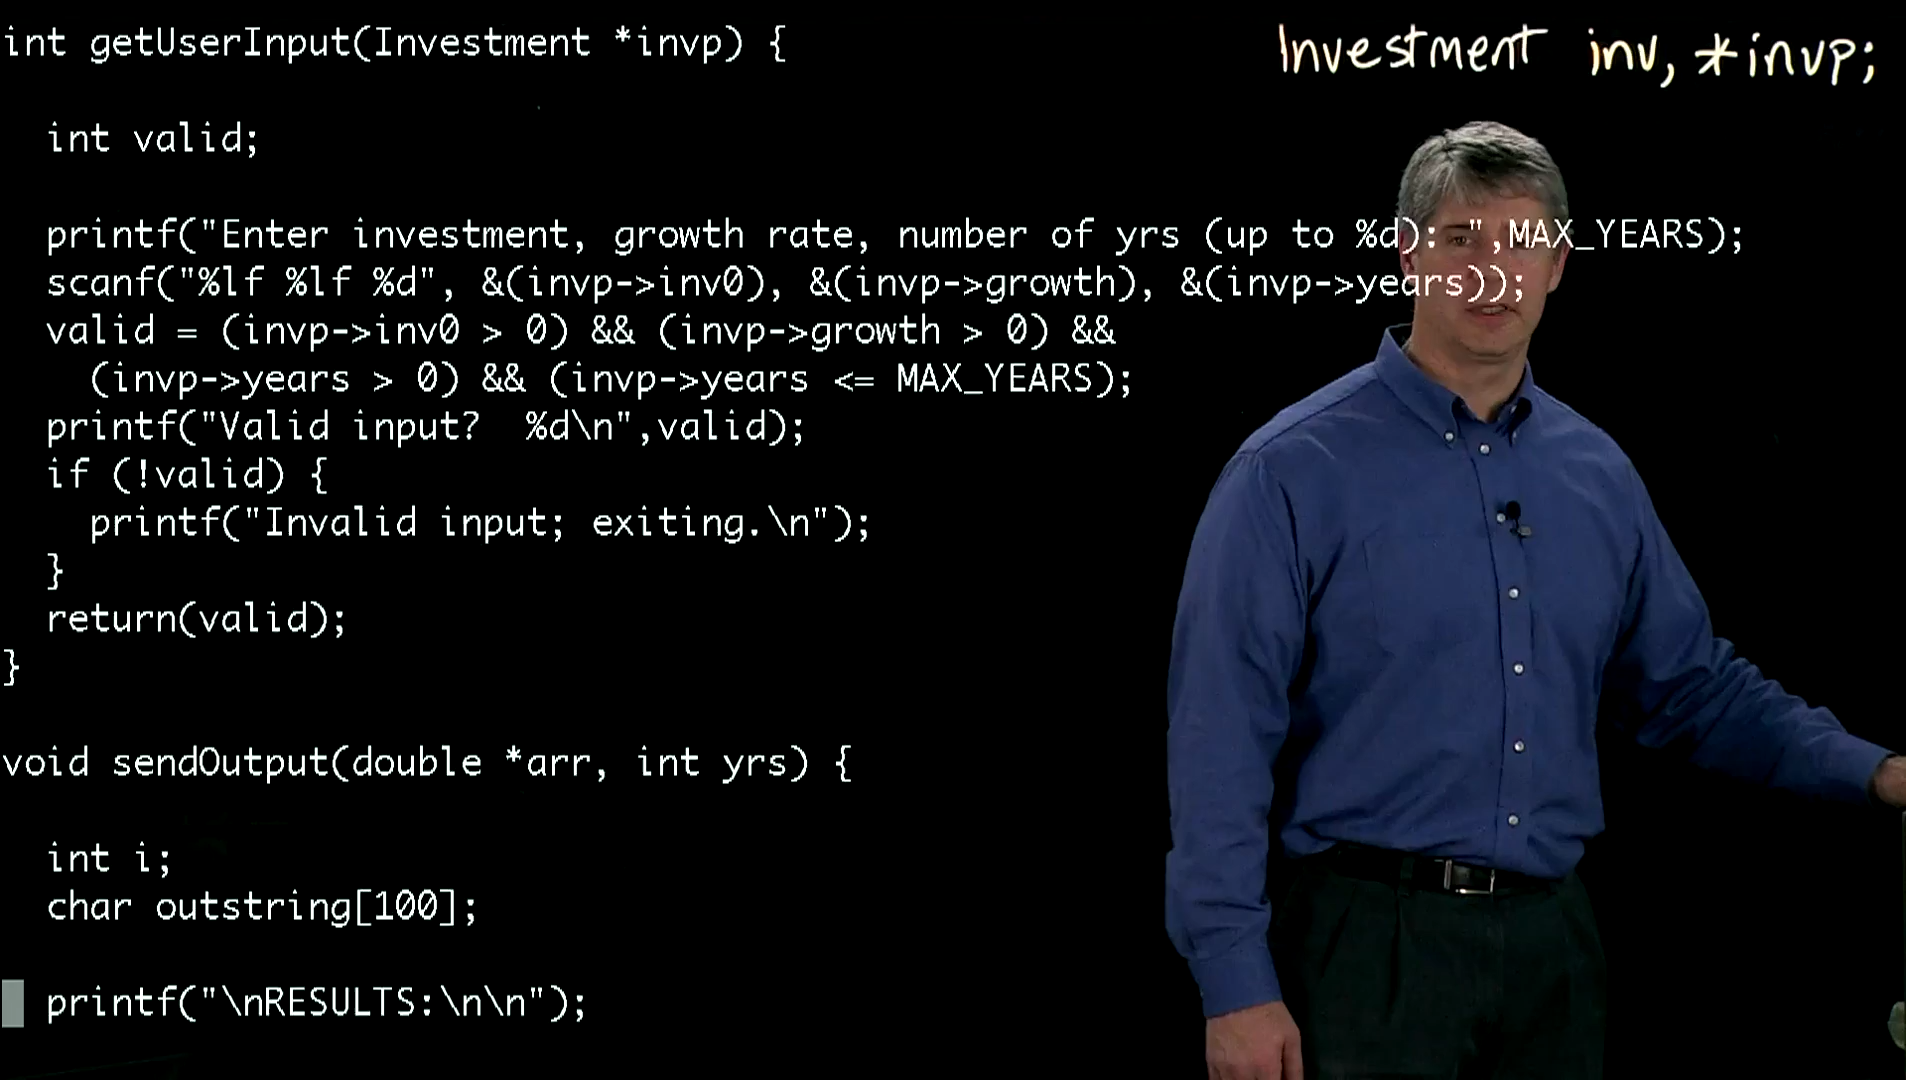 int getUserInput(Investment *invp) {
Investment inv, *invp;
int valid;
printf("Enter investment, growth rate, number of yrs (up to %d): ",MAX_YEARS);
scanf("%lf %lf %d", &(invp->inv0), &(invp->growth), &(invp->years));
valid = (invp->inv0 > 0) && (invp->growth > 0) &&
(invp->years > 0) && (invp->years <= MAX_YEARS);
printf("Valid input?  %d\n",valid);
if (!valid) {
printf("Invalid input; exiting.\n");
}
return(valid);
}
void sendOutput(double *arr, int yrs) {
int i;
char outstring[100];
printf("\nRESULTS:\n\n");